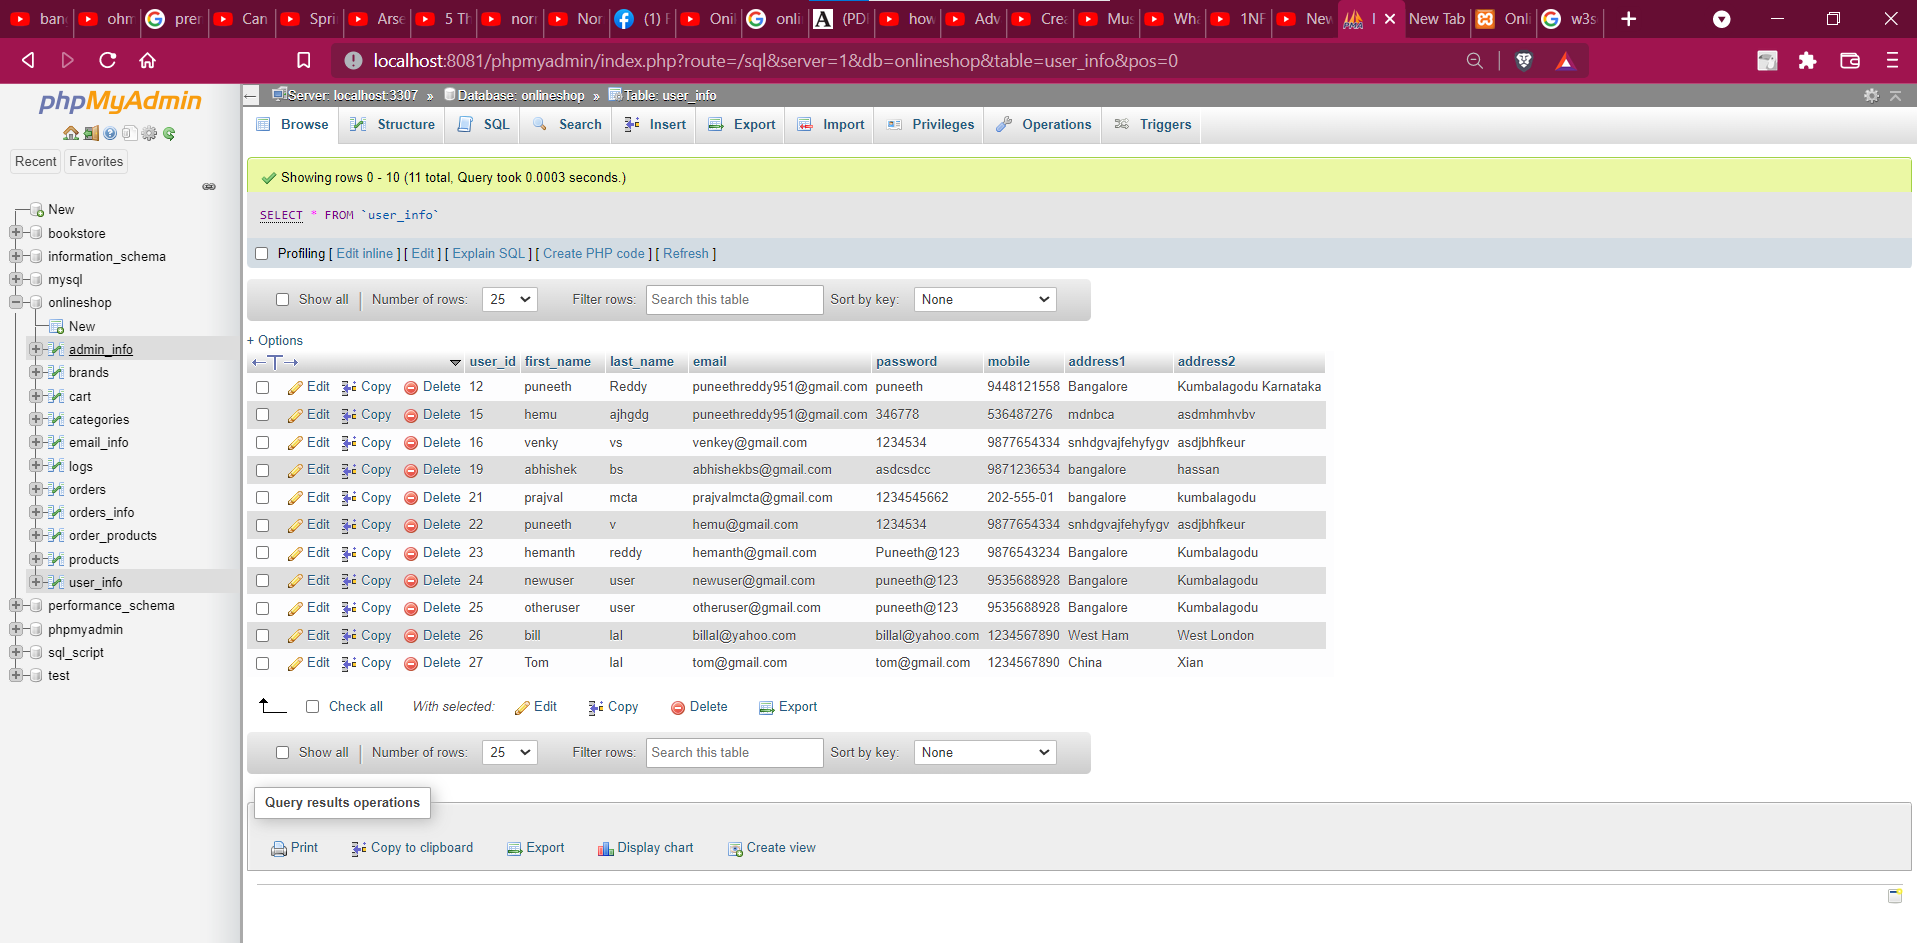 banc ohm G prer Can Spri Arse 5 Th norr Nor (1) F Onli G onli A (PDI how Adv Crea Mus Wha 1NF New New Tab Onli G w3s
localhost:8081/phpmyadmin/index.php?route=/sql&server=1&db=onlineshop&table=user_info&pos=0
phpMyAdmin
Recent Favorites
New
bookstore
information_schema
mysql
onlineshop
New
admin_info
brands
cart
categories
email_info
logs
orders
orders_info
order_products
products
user_info
performance_schema
phpmyadmin
sql_script
test
Server: localhost:3307 » Database: onlineshop » Table: user_info
Browse Structure SQL Search Insert Export Import Privileges Operations Triggers
Showing rows 0 - 10 (11 total, Query took 0.0003 seconds.)
SELECT * FROM `user_info`
Profiling [ Edit inline ] [ Edit ] [ Explain SQL ] [ Create PHP code ] [ Refresh ]
Show all Number of rows: 25 Filter rows: Search this table Sort by key: None
+ Options
←T→ user_id first_name last_name email password mobile address1 address2
Edit Copy Delete 12 puneeth Reddy puneethreddy951@gmail.com puneeth 9448121558 Bangalore Kumbalagodu Karnataka
Edit Copy Delete 15 hemu ajhgdg puneethreddy951@gmail.com 346778 536487276 mdnbca asdmhmhvbv
Edit Copy Delete 16 venky vs venkey@gmail.com 1234534 9877654334 snhdgvajfehyfygv asdjbhfkeur
Edit Copy Delete 19 abhishek bs abhishekbs@gmail.com asdcsdcc 9871236534 bangalore hassan
Edit Copy Delete 21 prajval mcta prajvalmcta@gmail.com 1234545662 202-555-01 bangalore kumbalagodu
Edit Copy Delete 22 puneeth v hemu@gmail.com 1234534 9877654334 snhdgvajfehyfygv asdjbhfkeur
Edit Copy Delete 23 hemanth reddy hemanth@gmail.com Puneeth@123 9876543234 Bangalore Kumbalagodu
Edit Copy Delete 24 newuser user newuser@gmail.com puneeth@123 9535688928 Bangalore Kumbalagodu
Edit Copy Delete 25 otheruser user otheruser@gmail.com puneeth@123 9535688928 Bangalore Kumbalagodu
Edit Copy Delete 26 bill lal billal@yahoo.com billal@yahoo.com 1234567890 West Ham West London
Edit Copy Delete 27 Tom lal tom@gmail.com tom@gmail.com 1234567890 China Xian
Check all With selected: Edit Copy Delete Export
Show all Number of rows: 25 Filter rows: Search this table Sort by key: None
Query results operations
Print Copy to clipboard Export Display chart Create view